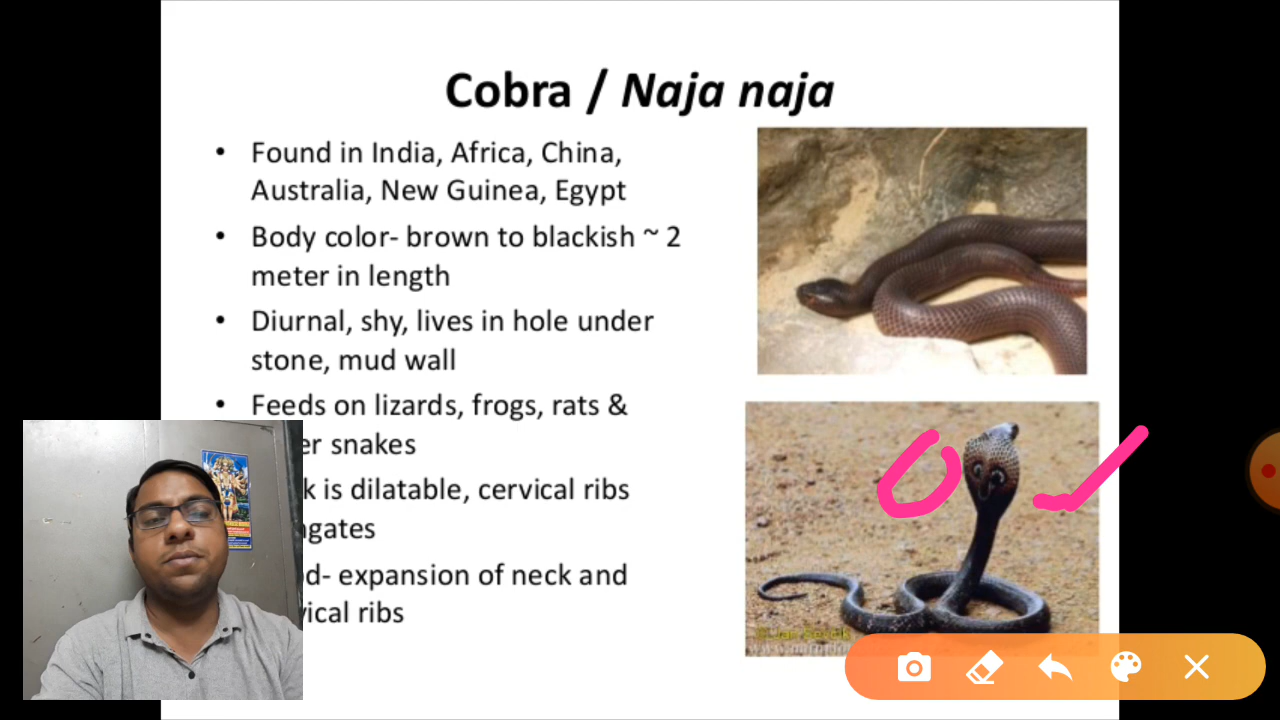 Cobra / Naja naja
• Found in India, Africa, China,
Australia, New Guinea, Egypt
• Body color- brown to blackish ~ 2
meter in length
• Diurnal, shy, lives in hole under
stone, mud wall
• Feeds on lizards, frogs, rats &
er snakes
k is dilatable, cervical ribs
gates
d- expansion of neck and
vical ribs